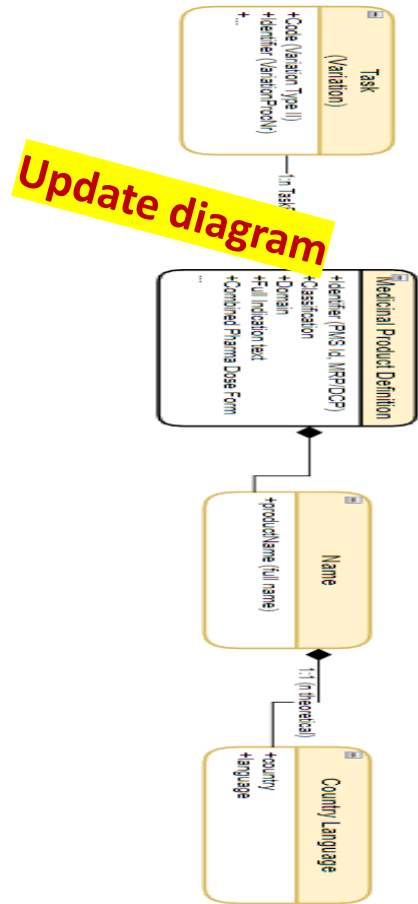 Task
(Variation)
+Code (Variation Type II)
+Identifier (VariationProcNr)
+...
1:n Task
Update diagram
Medicinal Product Definition
+Identifier (PMS Id, MRP/DCP)
+Classification
+Domain
+Full Indication text
+Combined Pharma Dose Form
...
Name
+productName (full name)
1:1 (n theoretical)
Country Language
+country
+language